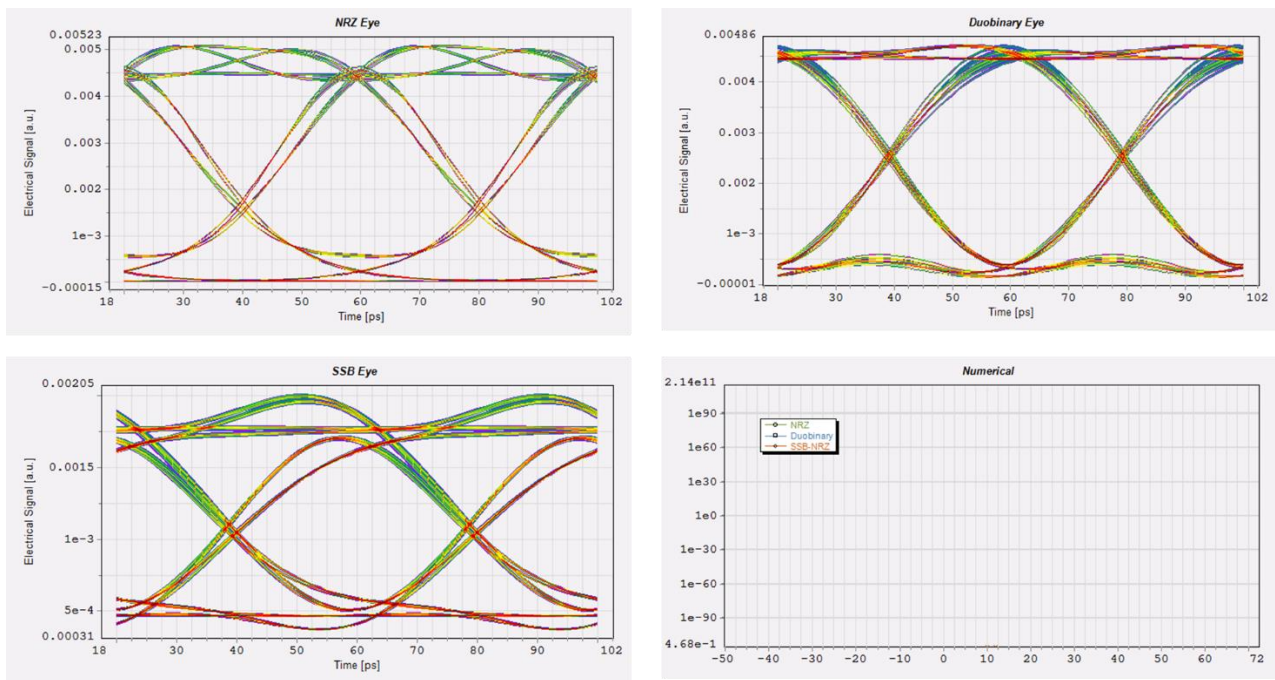 NRZ Eye
0.00523
0.005
0.004
0.003
0.002
1e-3
-0.00015
Electrical Signal [a.u.]
18 30 40 50 60 70 80 90 102
Time [ps]
Duobinary Eye
0.00486
0.004
0.003
0.002
1e-3
-0.00001
Electrical Signal [a.u.]
18 30 40 50 60 70 80 90 102
Time [ps]
SSB Eye
0.00205
0.0015
1e-3
5e-4
0.00031
Electrical Signal [a.u.]
18 30 40 50 60 70 80 90 102
Time [ps]
Numerical
2.14e11
1e90
1e60
1e30
1e0
1e-30
1e-60
1e-90
4.68e-1
NRZ
Duobinary
SSB-NRZ
-50 -40 -30 -20 -10 0 10 20 30 40 50 60 72